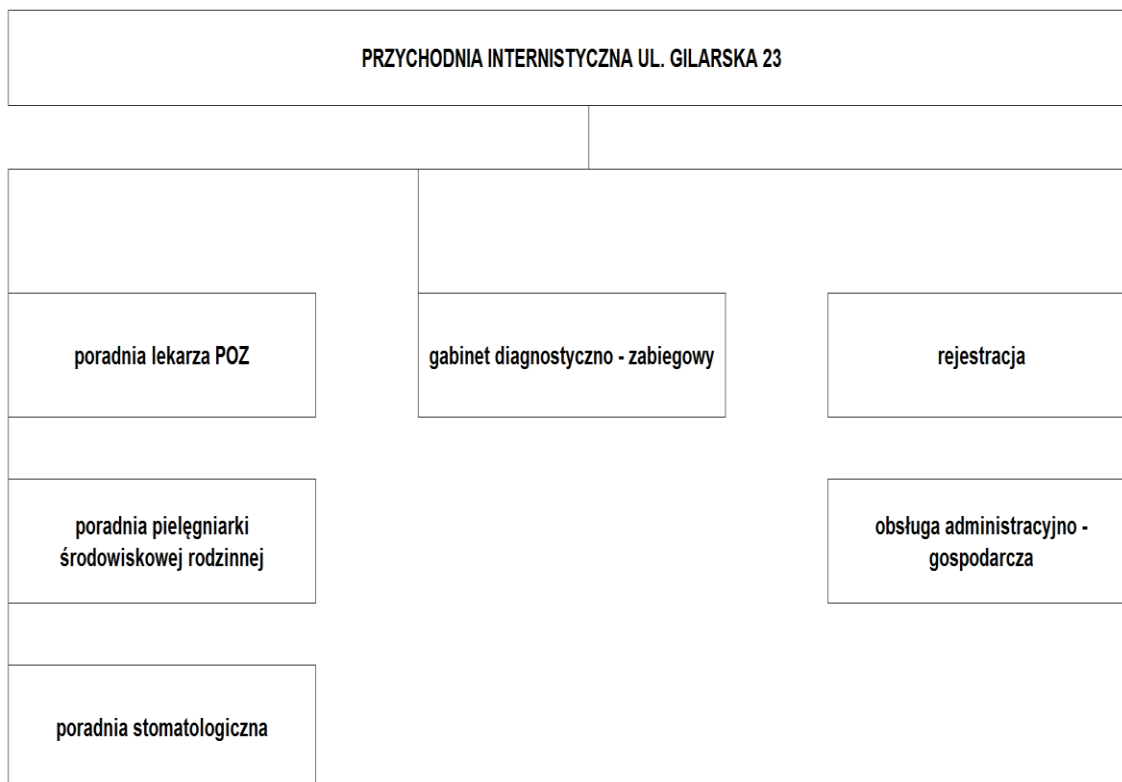 PRZYCHODNIA INTERNISTYCZNA UL. GILARSKA 23
poradnia lekarza POZ
gabinet diagnostyczno - zabiegowy
rejestracja
poradnia pielęgniarki
środowiskowej rodzinnej
obsługa administracyjno -
gospodarcza
poradnia stomatologiczna